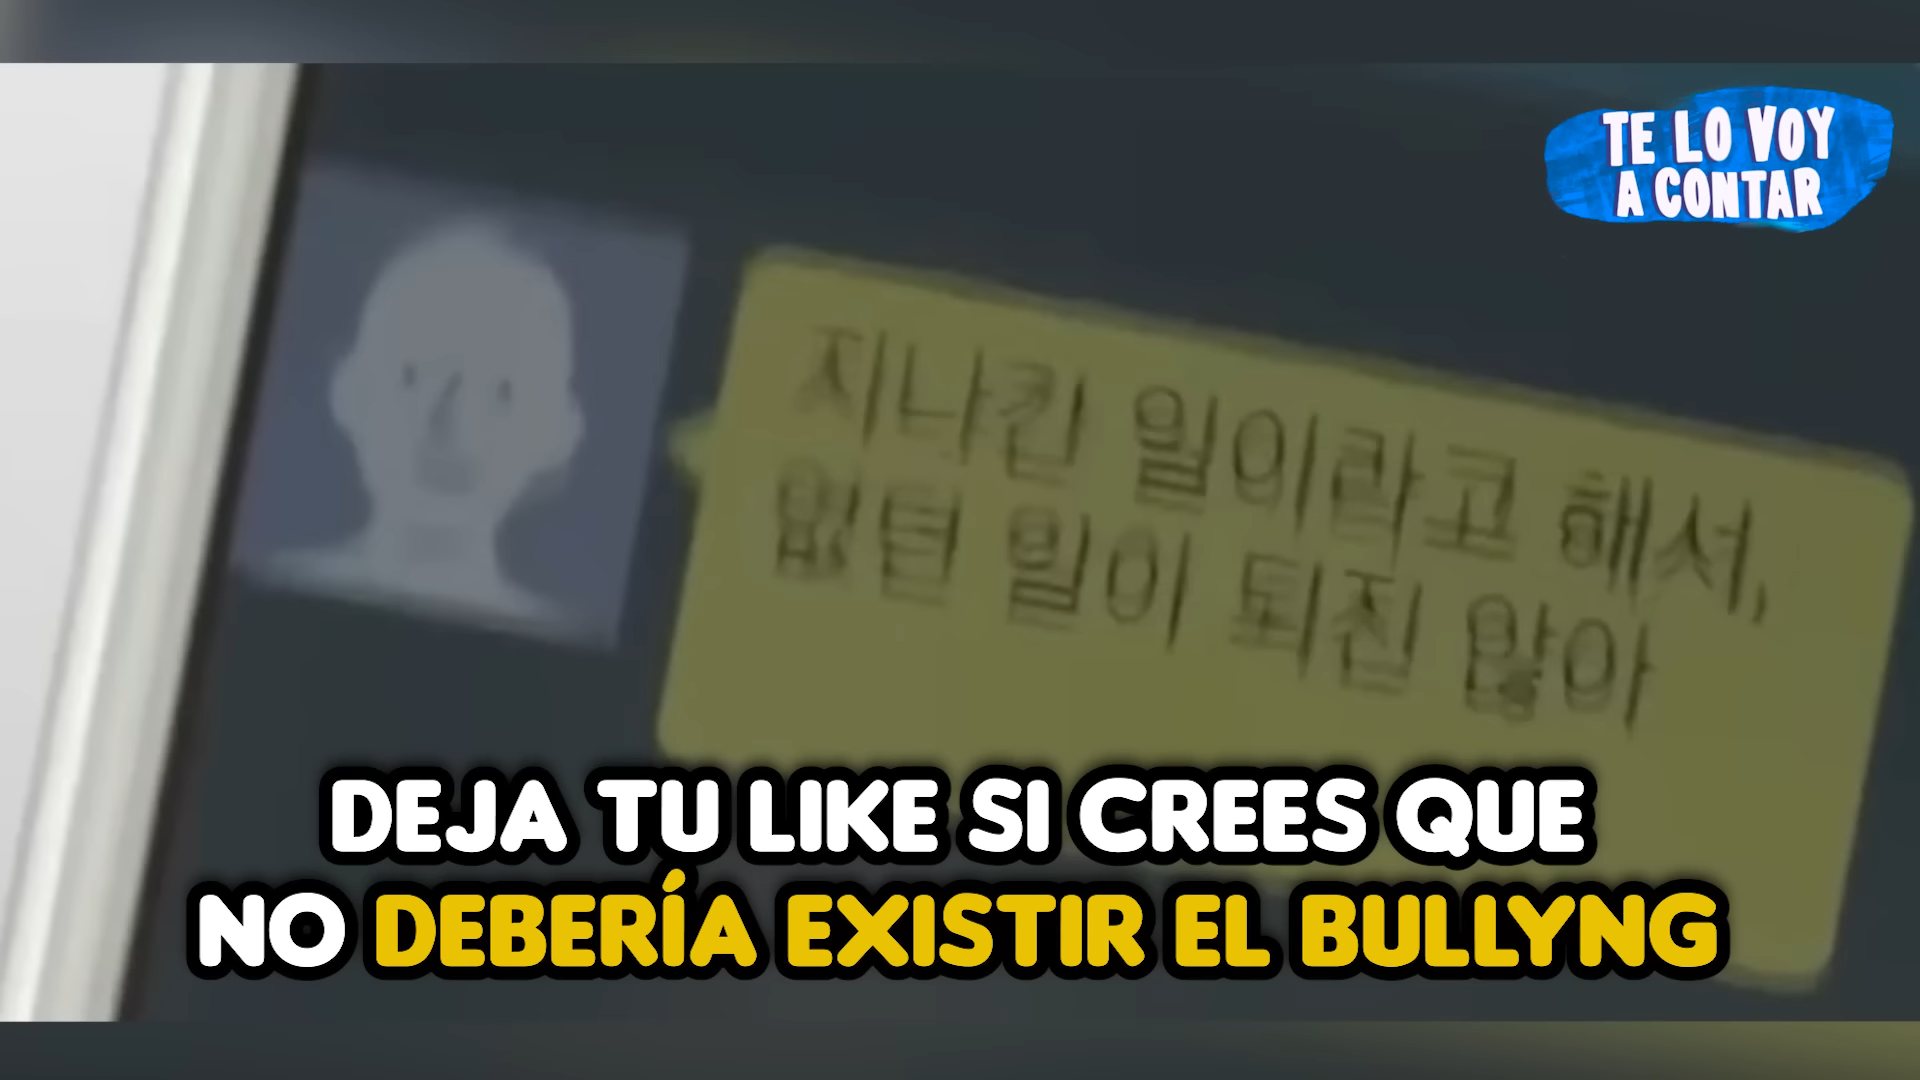 TE LO VOY
A CONTAR
지나간 일이라고 해서,
없던 일이 되진 않아
DEJA TU LIKE SI CREES QUE
NO DEBERÍA EXISTIR EL BULLYNG